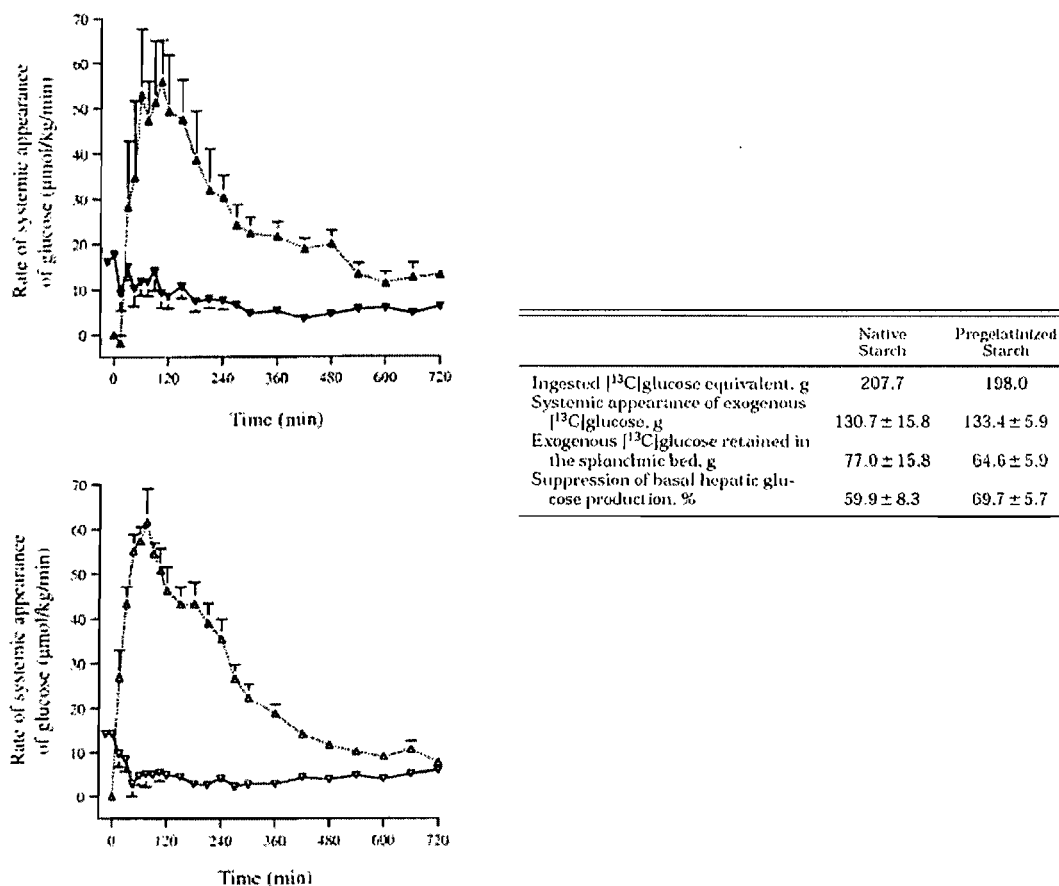 Rate of systemic appearance
of glucose (µmol/kg/min)
70
60
50
40
30
20
10
0
0 120 240 360 480 600 720
Time (min)
Rate of systemic appearance
of glucose (µmol/kg/min)
70
60
50
40
30
20
10
0
0 120 240 360 480 600 720
Time (min)
Native Pregelatinized
Starch Starch
Ingested [¹³C]glucose equivalent, g 207.7 198.0
Systemic appearance of exogenous
[¹³C]glucose, g 130.7 ± 15.8 133.4 ± 5.9
Exogenous [¹³C]glucose retained in
the splanchnic bed, g 77.0 ± 15.8 64.6 ± 5.9
Suppression of basal hepatic glu-
cose production, % 59.9 ± 8.3 69.7 ± 5.7